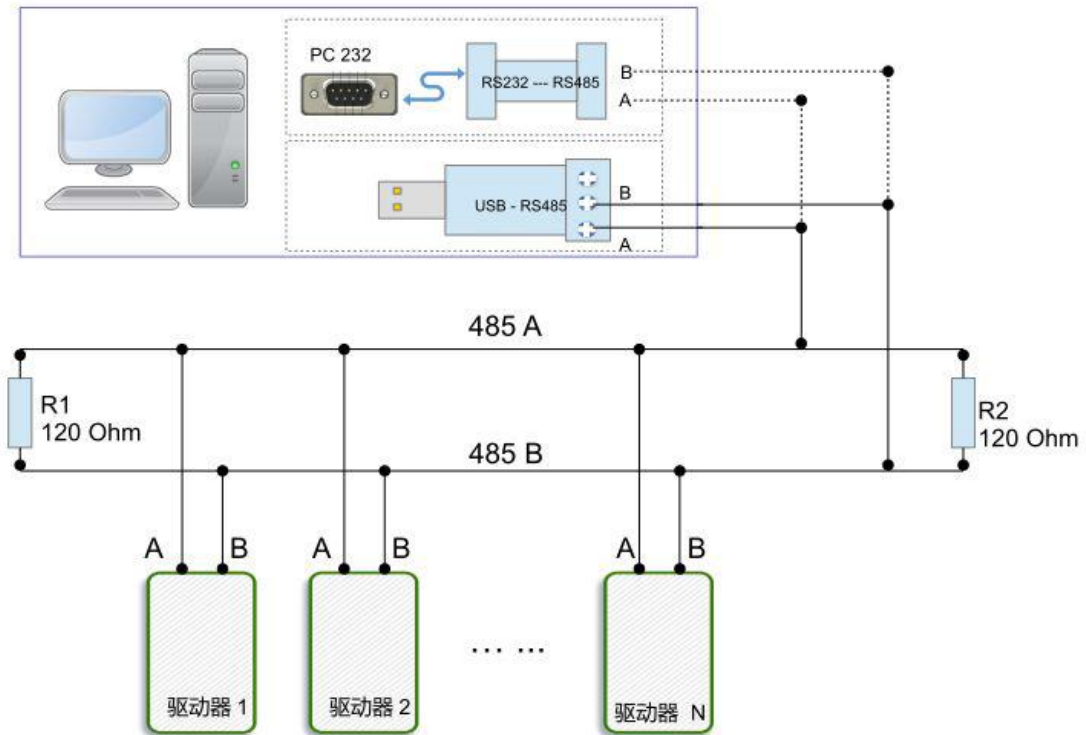 PC 232
RS232 --- RS485
B
A
USB - RS485
B
A
485 A
R1
120 Ohm
R2
120 Ohm
485 B
A B
A B
A B
... ...
驱动器 1
驱动器 2
驱动器 N